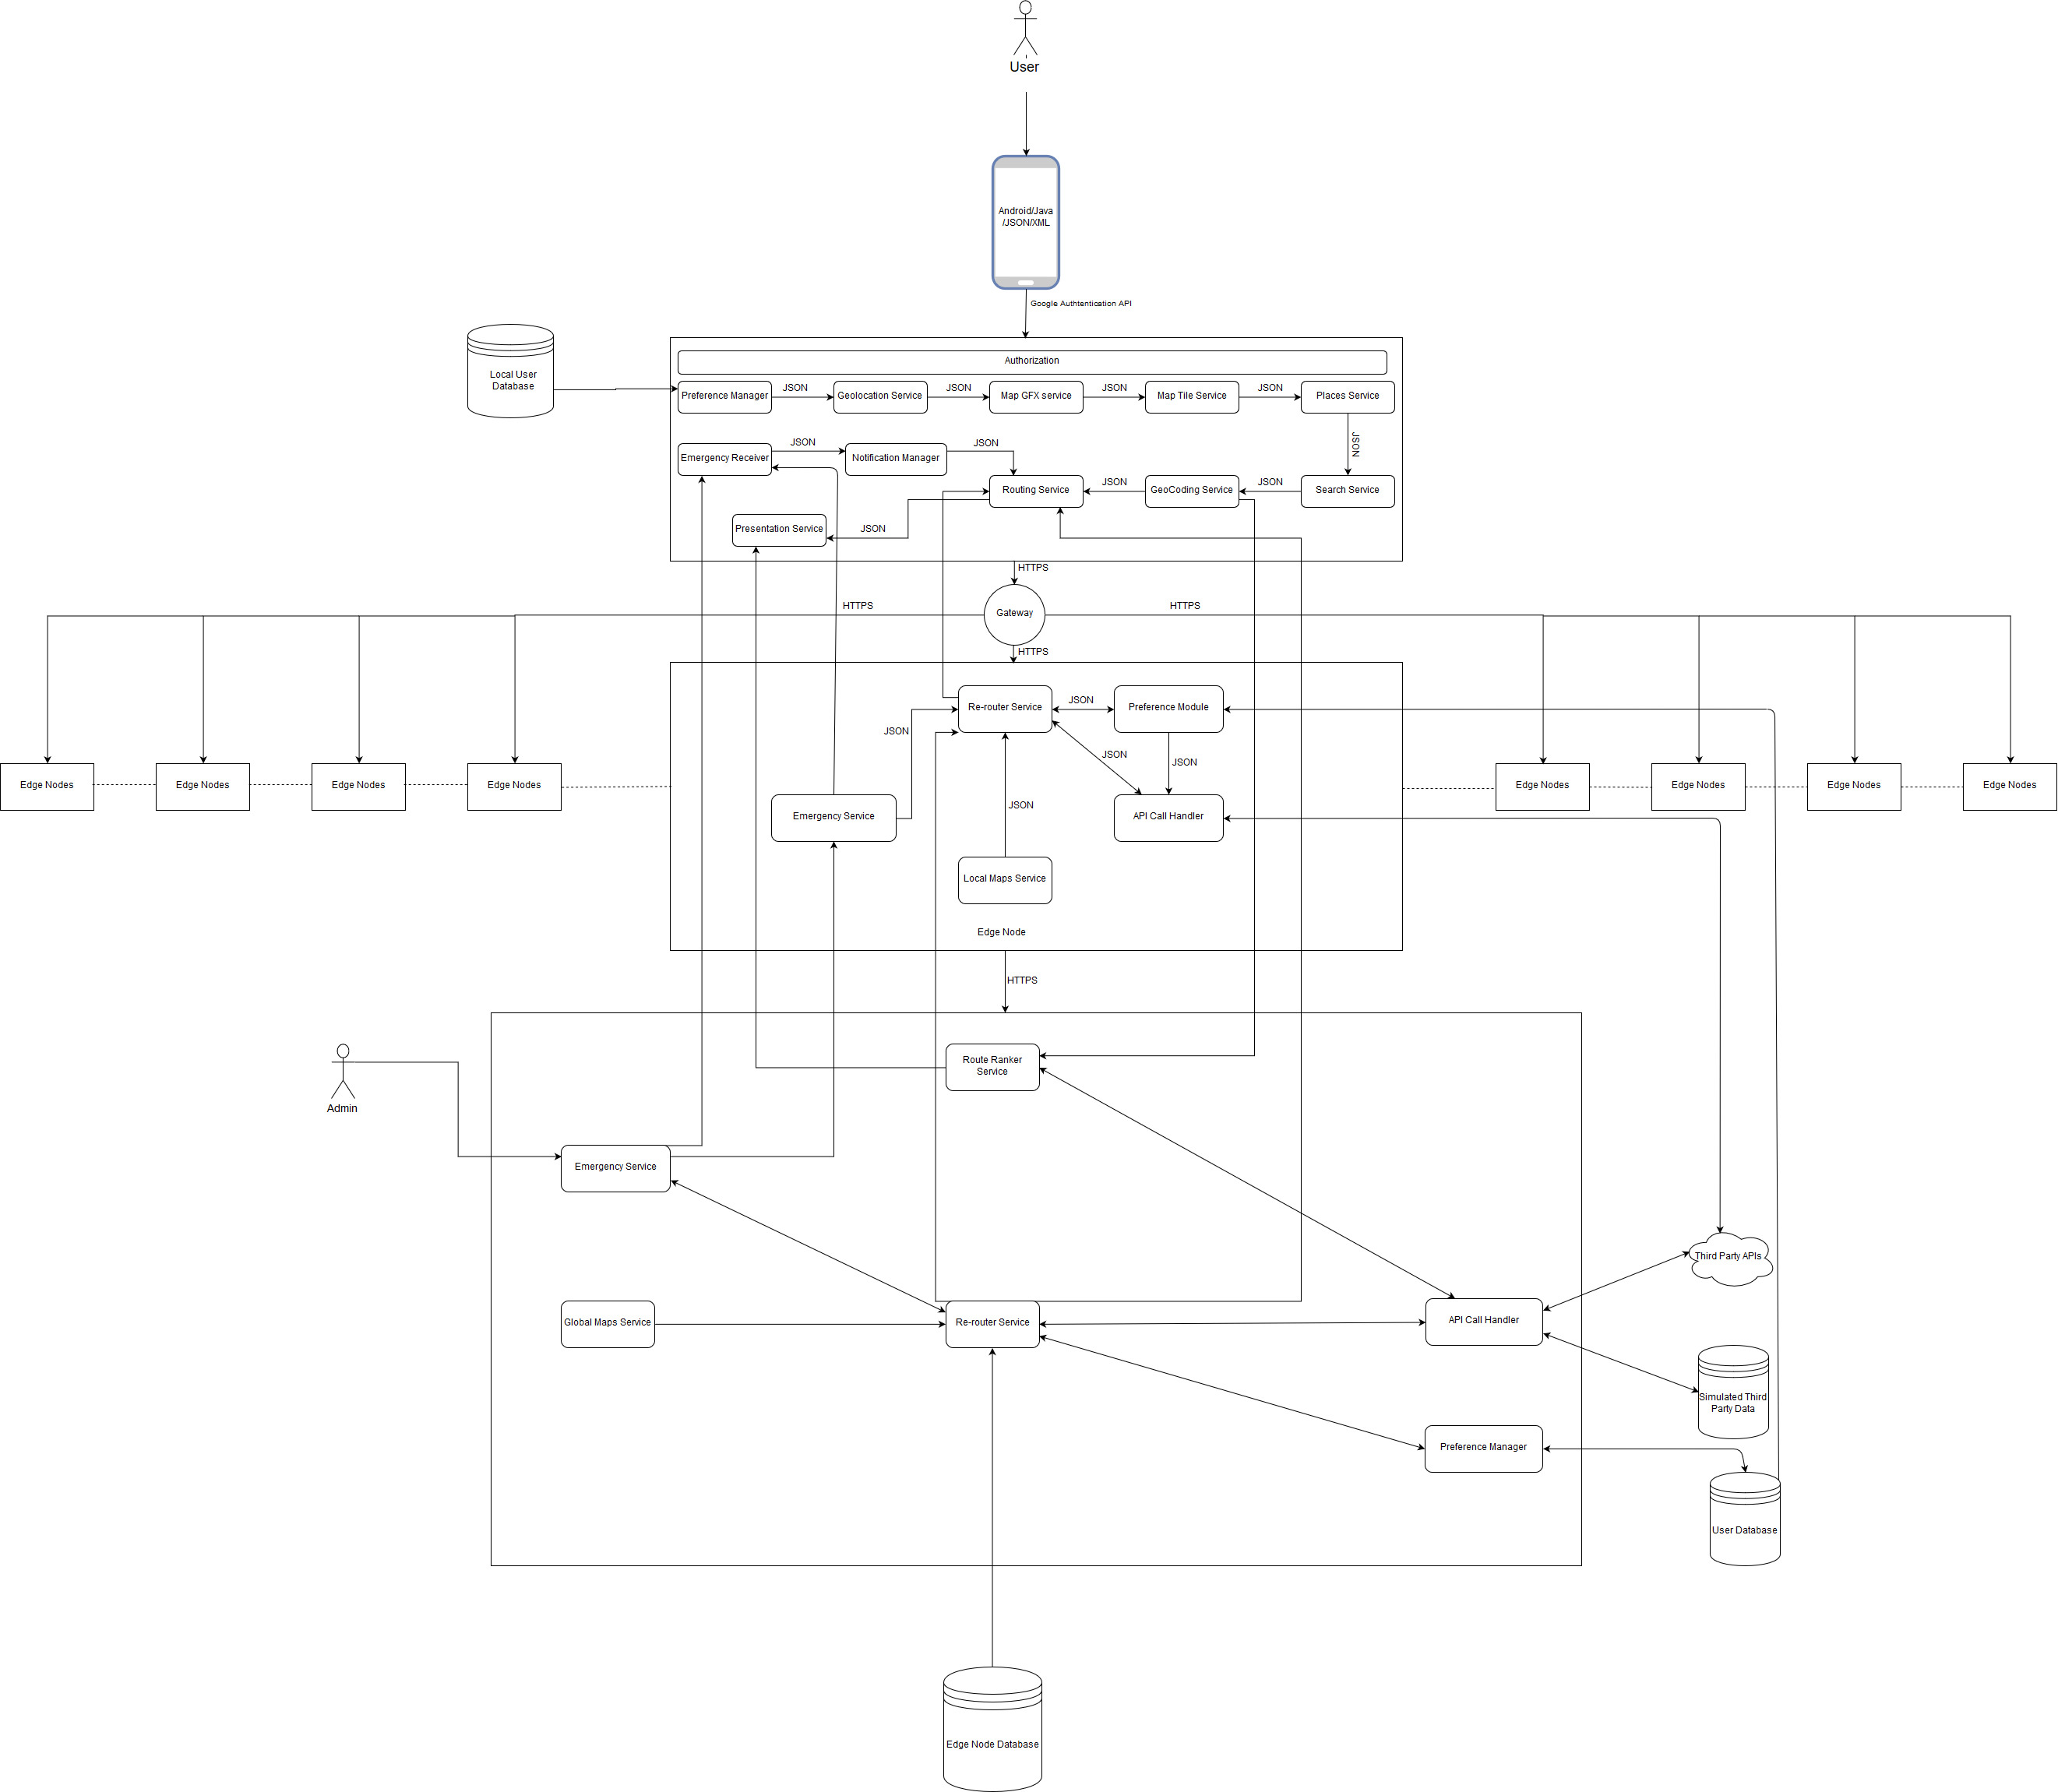 User
Android/Java
/JSON/XML
Google Authtentication API
Local User
Database
Authorization
Preference Manager
JSON
Geolocation Service
JSON
Map GFX service
JSON
Map Tile Service
JSON
Places Service
JSON
Emergency Receiver
JSON
Notification Manager
JSON
Routing Service
JSON
GeoCoding Service
JSON
Search Service
Presentation Service
JSON
HTTPS
Gateway
HTTPS
HTTPS
HTTPS
Re-router Service
JSON
Preference Module
JSON
JSON
JSON
Edge Nodes
Edge Nodes
Edge Nodes
Edge Nodes
Edge Nodes
Edge Nodes
Edge Nodes
Edge Nodes
Emergency Service
JSON
API Call Handler
Local Maps Service
Edge Node
HTTPS
Route Ranker
Service
Admin
Emergency Service
Third Party APIs
Global Maps Service
Re-router Service
API Call Handler
Simulated Third
Party Data
Preference Manager
User Database
Edge Node Database